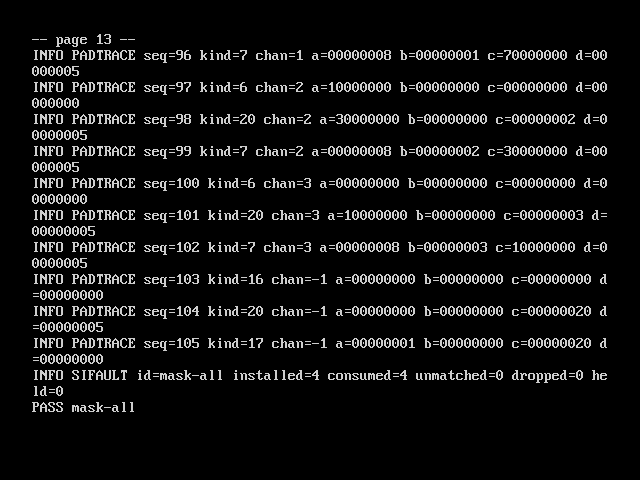 -- page 13 --
INFO PADTRACE seq=96 kind=7 chan=1 a=00000008 b=00000001 c=70000000 d=00
000005
INFO PADTRACE seq=97 kind=6 chan=2 a=10000000 b=00000000 c=00000000 d=00
000000
INFO PADTRACE seq=98 kind=20 chan=2 a=30000000 b=00000000 c=00000002 d=0
0000005
INFO PADTRACE seq=99 kind=7 chan=2 a=00000008 b=00000002 c=30000000 d=00
000005
INFO PADTRACE seq=100 kind=6 chan=3 a=00000000 b=00000000 c=00000000 d=0
0000000
INFO PADTRACE seq=101 kind=20 chan=3 a=10000000 b=00000000 c=00000003 d=
00000005
INFO PADTRACE seq=102 kind=7 chan=3 a=00000008 b=00000003 c=10000000 d=0
0000005
INFO PADTRACE seq=103 kind=16 chan=-1 a=00000000 b=00000000 c=00000000 d
=00000000
INFO PADTRACE seq=104 kind=20 chan=-1 a=00000000 b=00000000 c=00000020 d
=00000005
INFO PADTRACE seq=105 kind=17 chan=-1 a=00000001 b=00000000 c=00000020 d
=00000000
INFO SIFAULT id=mask-all installed=4 consumed=4 unmatched=0 dropped=0 he
ld=0
PASS mask-all